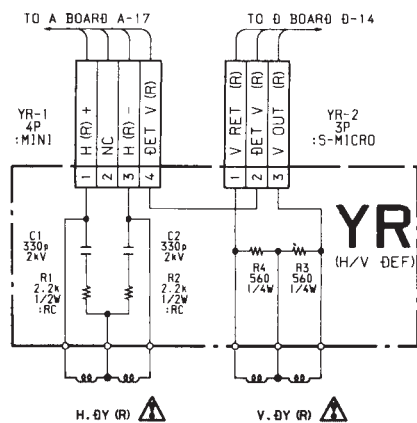 TO A BOARD A-17
TO D BOARD D-14
YR-1
4P
:MINI
H (R) +
NC
H (R) -
DET V (R)
1 2 3 4
V RET (R)
DET V (R)
V OUT (R)
1 2 3
YR-2
3P
:S-MICRO
YR
(H/V DEF)
C1
330p
2kV
C2
330p
2kV
R1
2.2k
1/2W
:RC
R2
2.2k
1/2W
:RC
R4
560
1/4W
R3
560
1/4W
H.DY (R)
V.DY (R)